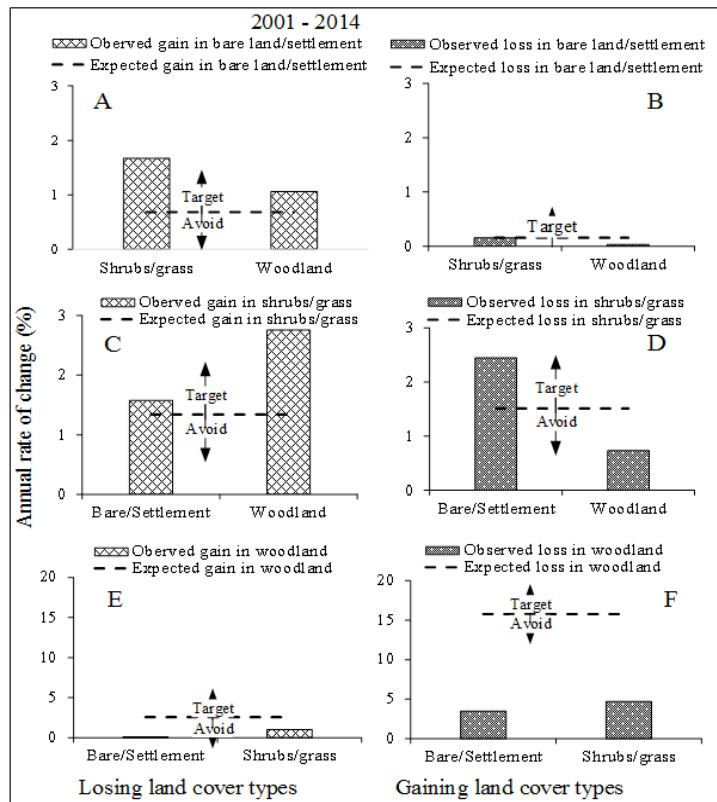 2001 - 2014
Oberved gain in bare land/settlement
Expected gain in bare land/settlement
A
3
2
1
0
Target
Avoid
Shrubs/grass
Woodland
Observed loss in bare land/settlement
Expected loss in bare land/settlement
B
3
2
1
0
Target
Shrubs/grass
Woodland
Annual rate of change (%)
Oberved gain in shrubs/grass
Expected gain in shrubs/grass
C
3
2
1
0
Target
Avoid
Bare/Settlement
Woodland
Observed loss in shrubs/grass
Expected loss in shrubs/grass
D
3
2
1
0
Target
Avoid
Bare/Settlement
Woodland
Oberved gain in woodland
Expected gain in woodland
E
20
15
10
5
0
Target
Avoid
Bare/Settlement
Shrubs/grass
Losing land cover types
Observed loss in woodland
Expected loss in woodland
F
20
15
10
5
0
Target
Avoid
Bare/Settlement
Shrubs/grass
Gaining land cover types